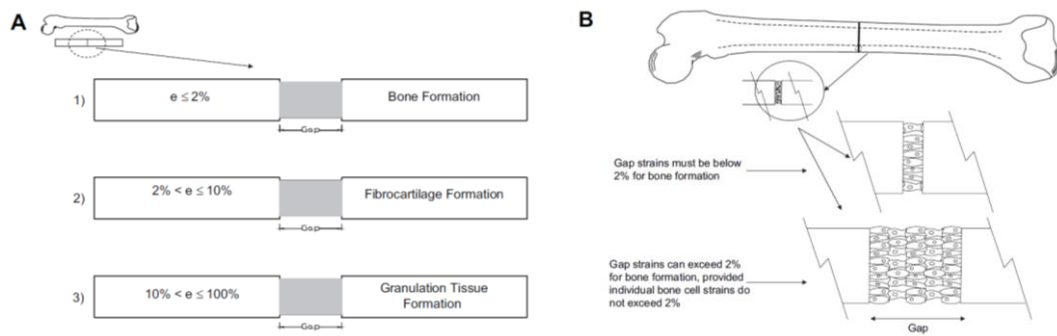 A
1)
e ≤ 2%
Bone Formation
Gap
2)
2% < e ≤ 10%
Fibrocartilage Formation
Gap
3)
10% < e ≤ 100%
Granulation Tissue
Formation
Gap
B
Gap strains must be below
2% for bone formation
Gap strains can exceed 2%
for bone formation, provided
individual bone cell strains do
not exceed 2%
Gap